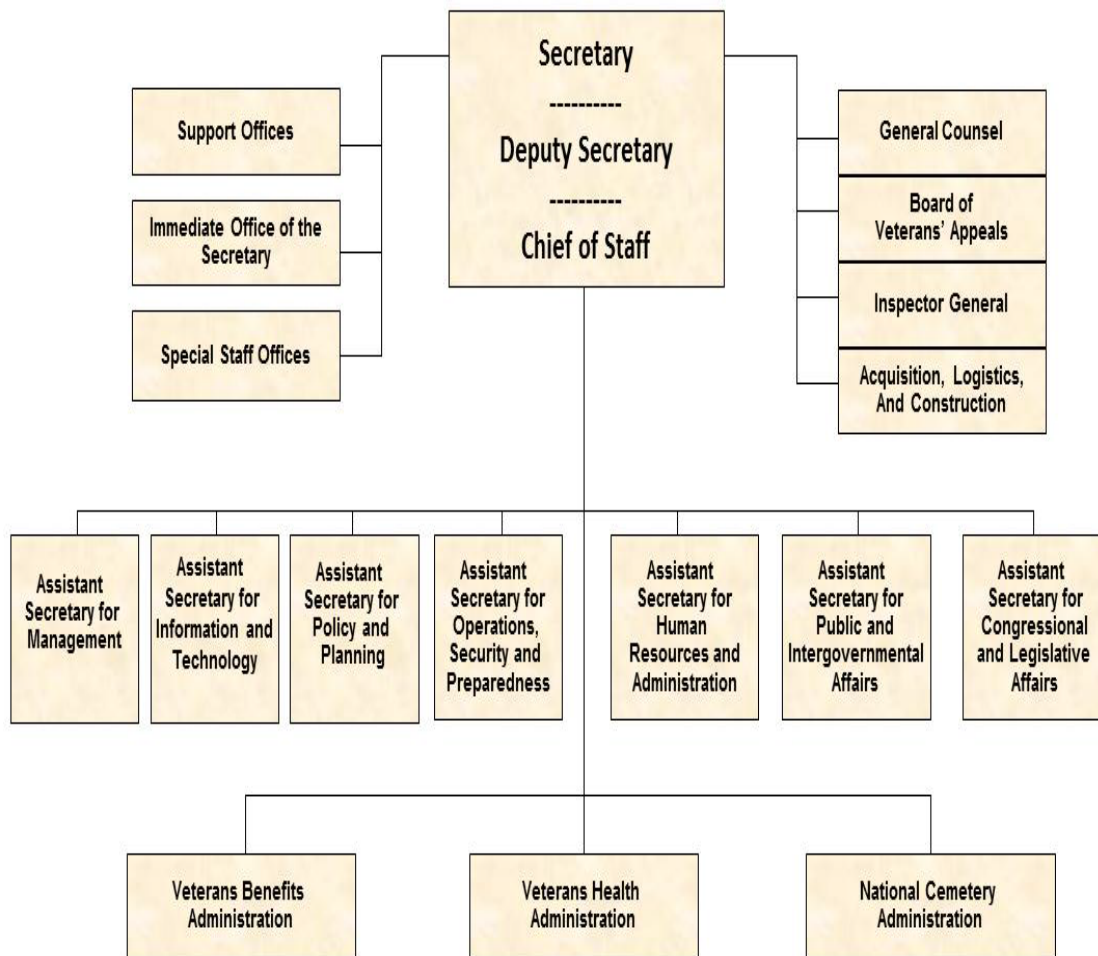 Secretary
----------
Deputy Secretary
----------
Chief of Staff
Support Offices
Immediate Office of the
Secretary
Special Staff Offices
General Counsel
Board of
Veterans’ Appeals
Inspector General
Acquisition, Logistics,
And Construction
Assistant
Secretary for
Management
Assistant
Secretary for
Information and
Technology
Assistant
Secretary for
Policy and
Planning
Assistant
Secretary for
Operations,
Security and
Preparedness
Assistant
Secretary for
Human
Resources and
Administration
Assistant
Secretary for
Public and
Intergovernmental
Affairs
Assistant
Secretary for
Congressional
and Legislative
Affairs
Veterans Benefits
Administration
Veterans Health
Administration
National Cemetery
Administration